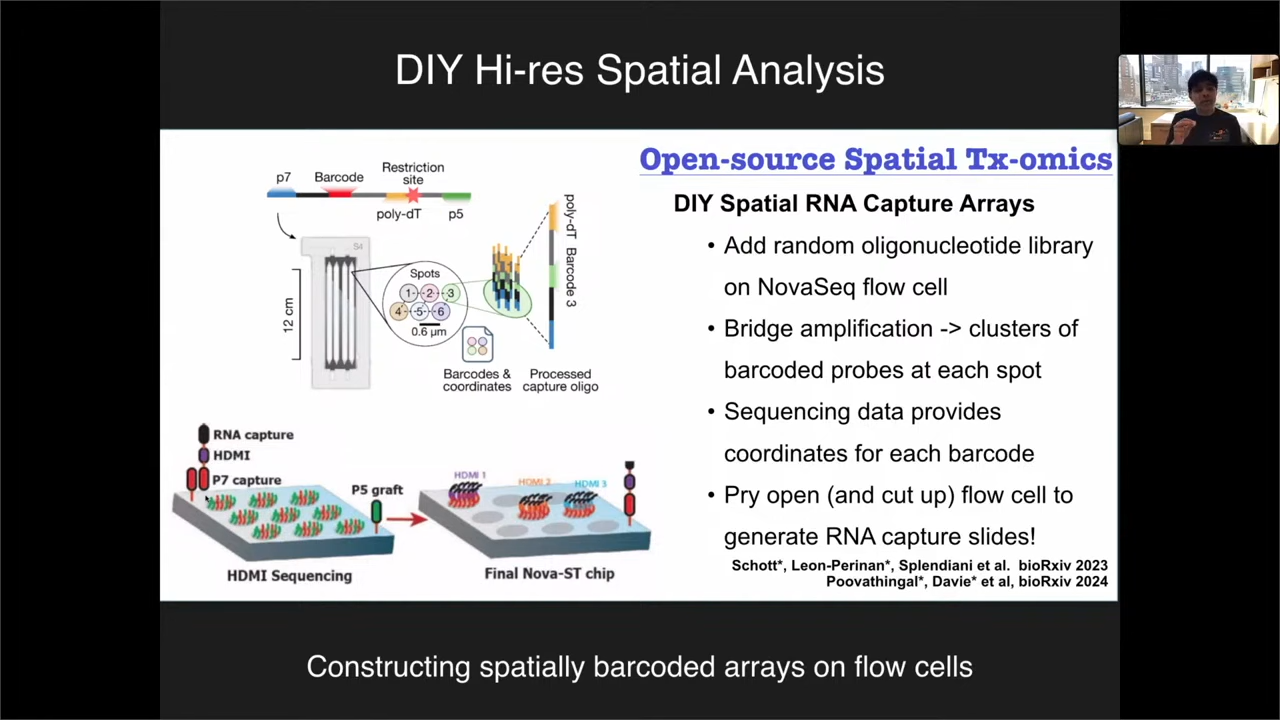 DIY Hi-res Spatial Analysis
Open-source Spatial Tx-omics
DIY Spatial RNA Capture Arrays
• Add random oligonucleotide library
on NovaSeq flow cell
• Bridge amplification -> clusters of
barcoded probes at each spot
• Sequencing data provides
coordinates for each barcode
• Pry open (and cut up) flow cell to
generate RNA capture slides!
Schott*, Leon-Perinan*, Splendiani et al. bioRxiv 2023
Poovathingal*, Davie* et al, bioRxiv 2024
p7
Barcode
Restriction
site
poly-dT
p5
S4
12 cm
Spots
1
2
3
4
5
6
0.6 µm
Barcodes &
coordinates
poly-dT Barcode 3
Processed
capture oligo
RNA capture
HDMI
P7 capture
P5 graft
HDMI Sequencing
HDMI 1
HDMI 2
HDMI 3
Final Nova-ST chip
Constructing spatially barcoded arrays on flow cells